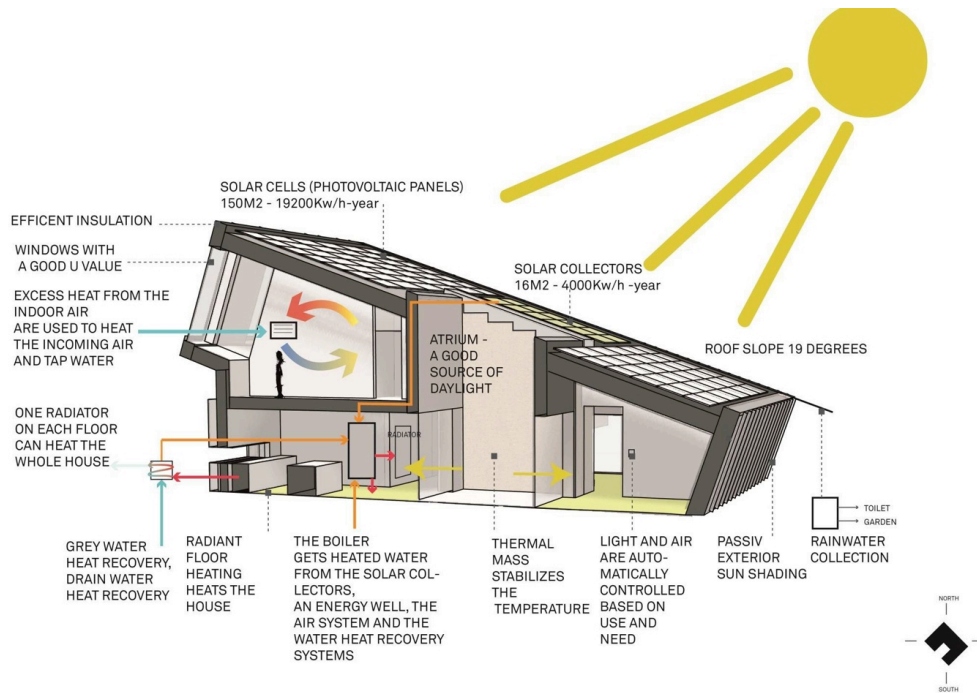 SOLAR CELLS (PHOTOVOLTAIC PANELS)
150M2 - 19200Kw/h-year
EFFICENT INSULATION
WINDOWS WITH
A GOOD U VALUE
EXCESS HEAT FROM THE
INDOOR AIR
ARE USED TO HEAT
THE INCOMING AIR
AND TAP WATER
SOLAR COLLECTORS
16M2 - 4000Kw/h -year
ATRIUM -
A GOOD
SOURCE OF
DAYLIGHT
ROOF SLOPE 19 DEGREES
ONE RADIATOR
ON EACH FLOOR
CAN HEAT THE
WHOLE HOUSE
RADIATOR
TOILET
GARDEN
GREY WATER
HEAT RECOVERY,
DRAIN WATER
HEAT RECOVERY
RADIANT
FLOOR
HEATING
HEATS THE
HOUSE
THE BOILER
GETS HEATED WATER
FROM THE SOLAR COL-
LECTORS,
AN ENERGY WELL, THE
AIR SYSTEM AND THE
WATER HEAT RECOVERY
SYSTEMS
THERMAL
MASS
STABILIZES
THE
TEMPERATURE
LIGHT AND AIR
ARE AUTO-
MATICALLY
CONTROLLED
BASED ON
USE AND
NEED
PASSIV
EXTERIOR
SUN SHADING
RAINWATER
COLLECTION
NORTH
SOUTH